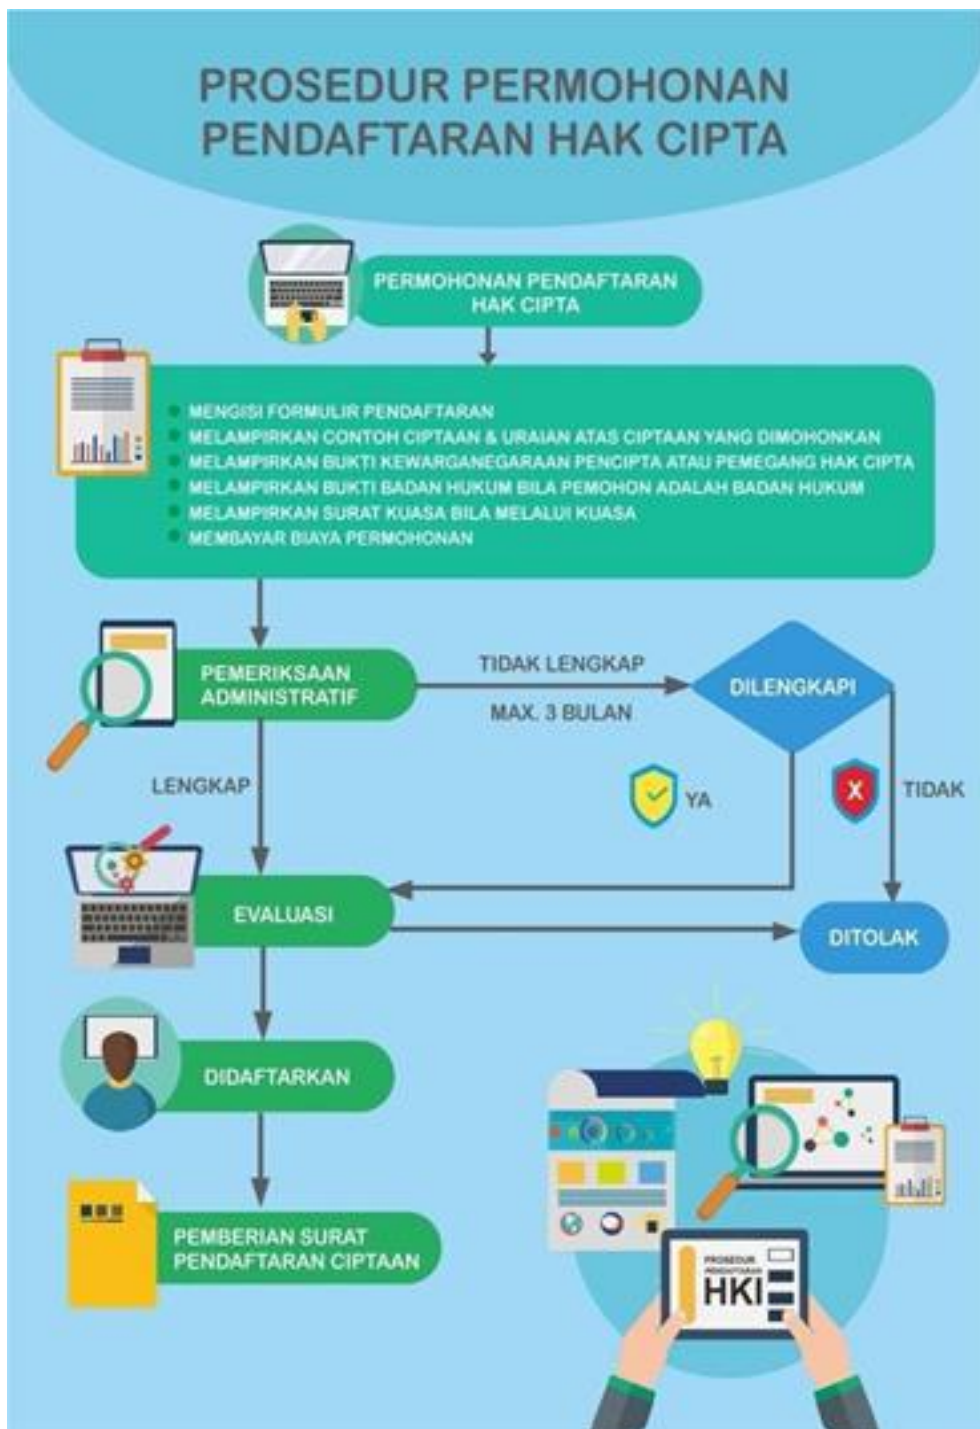 PROSEDUR PERMOHONAN
PENDAFTARAN HAK CIPTA
PERMOHONAN PENDAFTARAN
HAK CIPTA
MENGISI FORMULIR PENDAFTARAN
MELAMPIRKAN CONTOH CIPTAAN & URAIAN ATAS CIPTAAN YANG DIMOHONKAN
MELAMPIRKAN BUKTI KEWARGANEGARAAN PENCIPTA ATAU PEMEGANG HAK CIPTA
MELAMPIRKAN BUKTI BADAN HUKUM BILA PEMOHON ADALAH BADAN HUKUM
MELAMPIRKAN SURAT KUASA BILA MELALUI KUASA
MEMBAYAR BIAYA PERMOHONAN
PEMERIKSAAN
ADMINISTRATIF
TIDAK LENGKAP
MAX. 3 BULAN
DILENGKAPI
LENGKAP
YA
X
TIDAK
EVALUASI
DITOLAK
DIDAFTARKAN
PEMBERIAN SURAT
PENDAFTARAN CIPTAAN
PROSEDUR
PENDAFTARAN
HKI